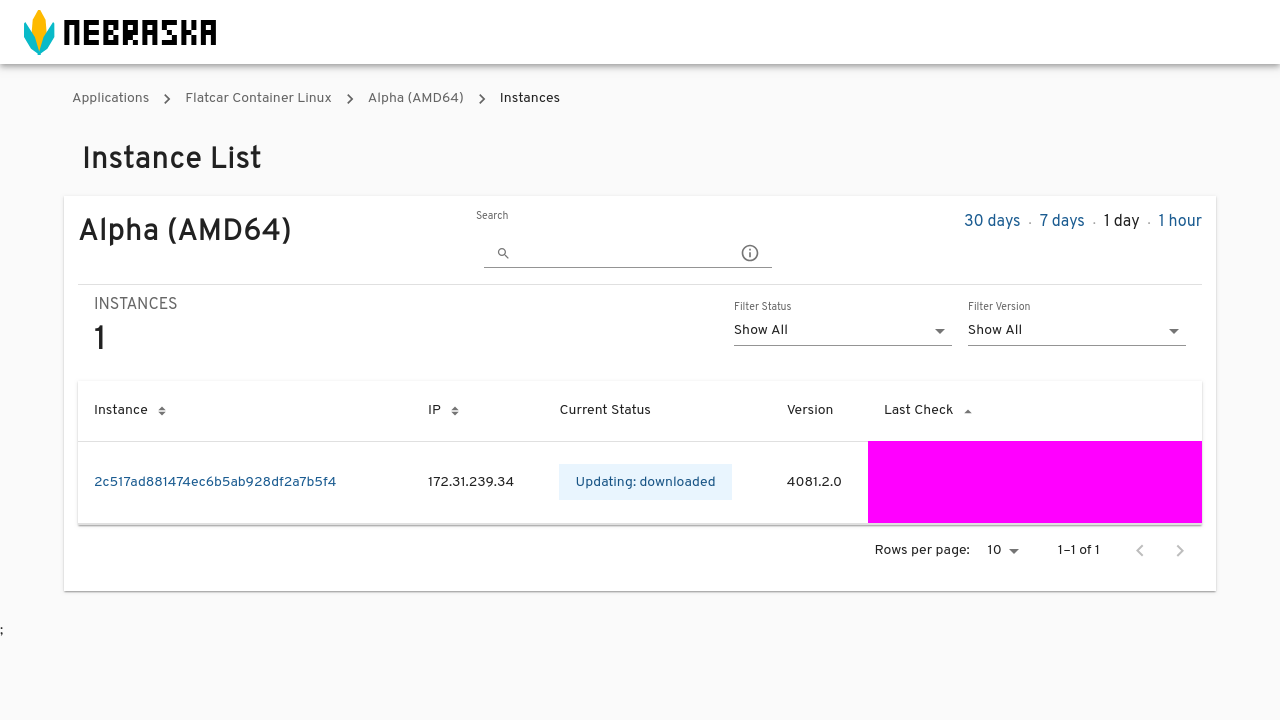 NEBRASKA
Applications > Flatcar Container Linux > Alpha (AMD64) > Instances
Instance List
Alpha (AMD64)
Search
30 days . 7 days . 1 day . 1 hour
INSTANCES
1
Filter Status
Show All
Filter Version
Show All
Instance IP Current Status Version Last Check
2c517ad881474ec6b5ab928df2a7b5f4 172.31.239.34 Updating: downloaded 4081.2.0
Rows per page: 10 1–1 of 1
;